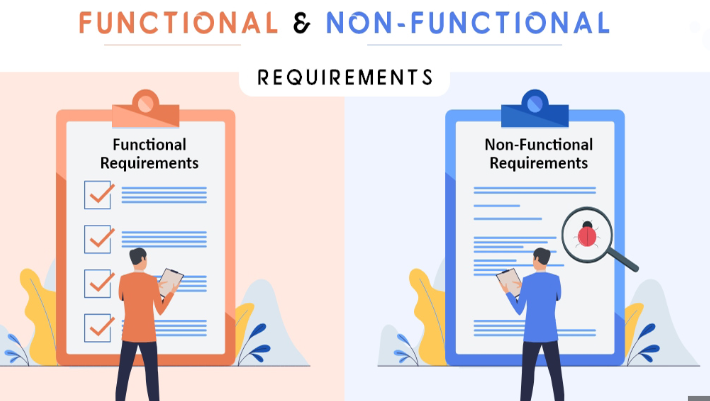 FUNCTIONAL & NON-FUNCTIONAL
REQUIREMENTS
Functional
Requirements
Non-Functional
Requirements